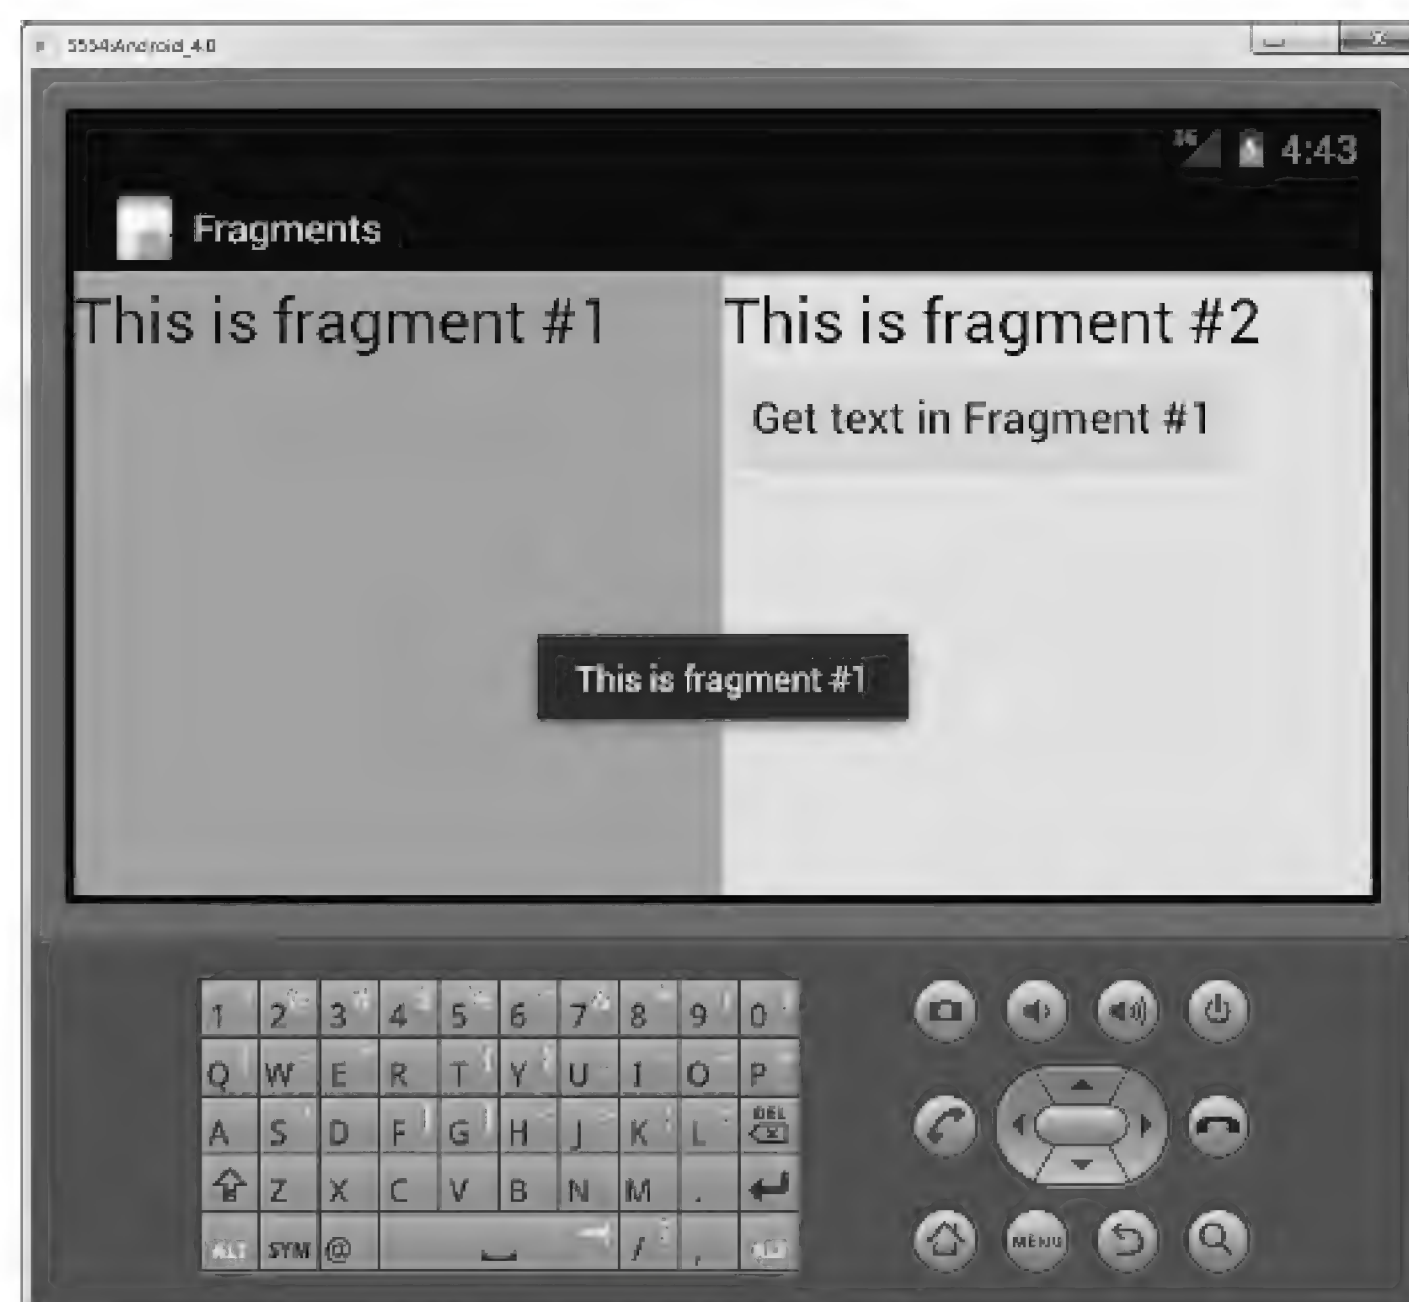 5554:Android_4.0
4:43
Fragments
This is fragment #1
This is fragment #2
Get text in Fragment #1
This is fragment #1
1 2 3 4 5 6 7 8 9 0
Q W E R T Y U I O P
A S D F G H J K L DEL
Z X C V B N M .
ALT SYM @ / ,
MENU